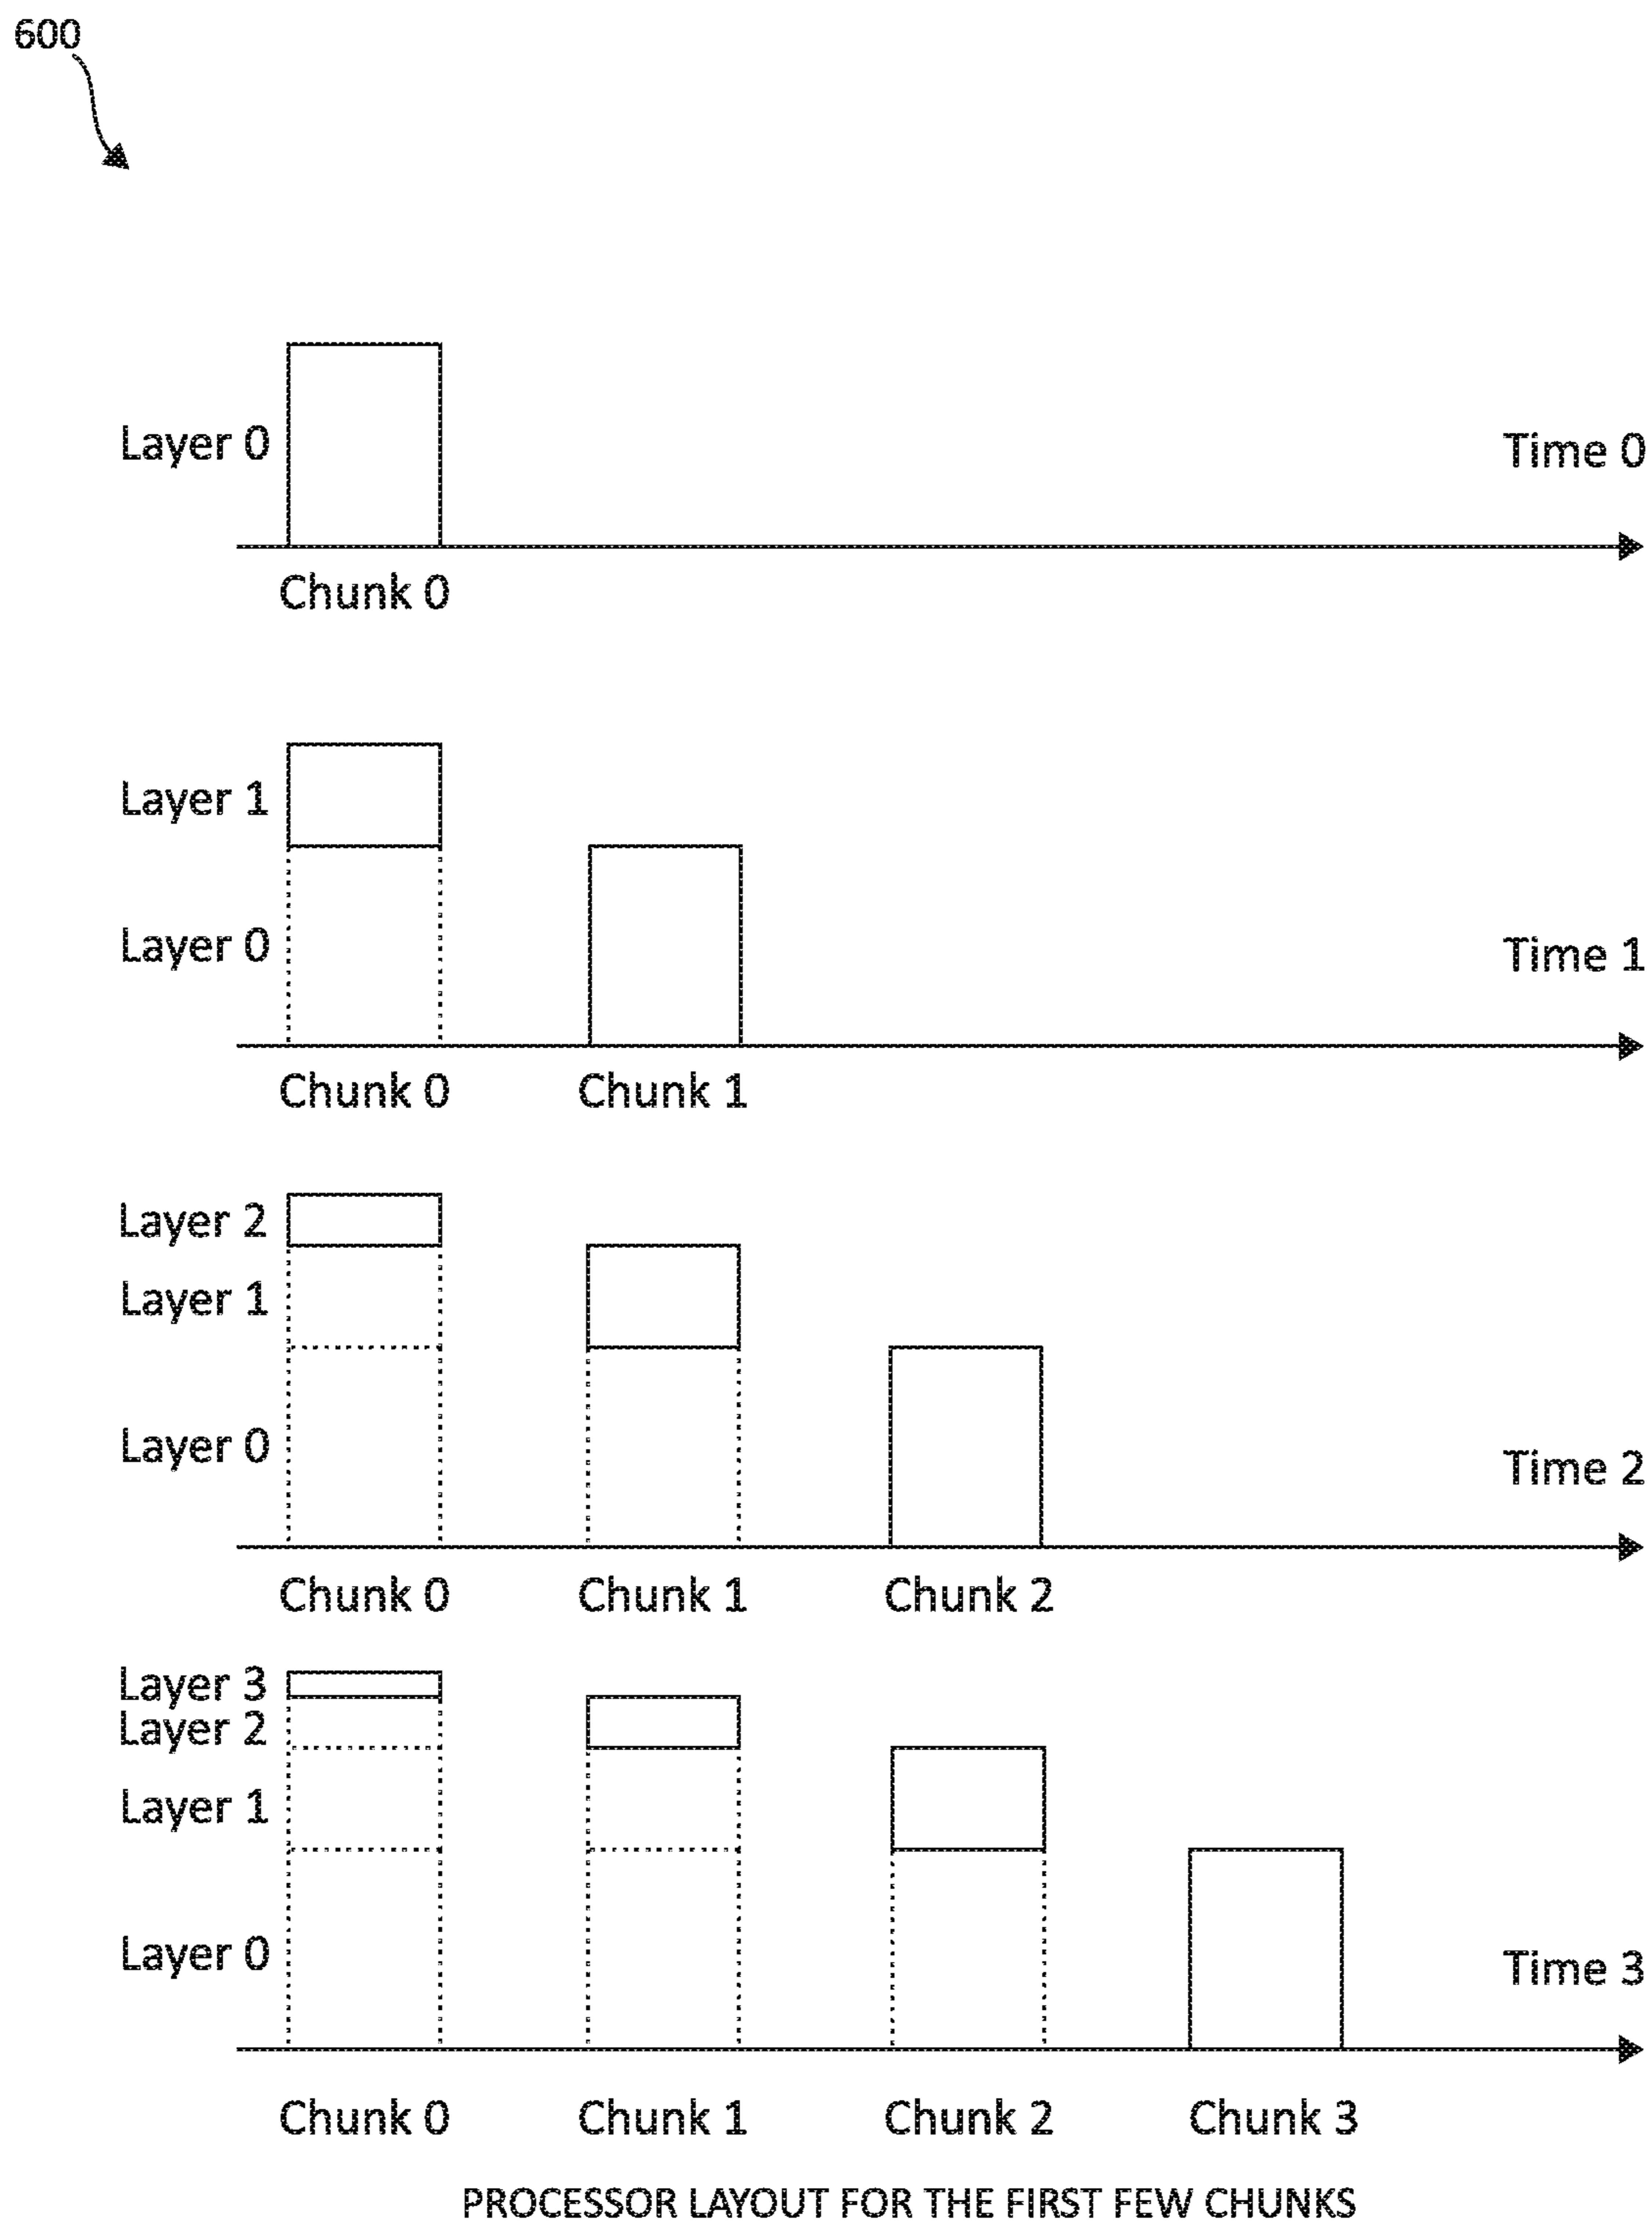 600
Layer 0
Time 0
Chunk 0
Layer 1
Layer 0
Time 1
Chunk 0 Chunk 1
Layer 2
Layer 1
Layer 0
Time 2
Chunk 0 Chunk 1 Chunk 2
Layer 3
Layer 2
Layer 1
Layer 0
Time 3
Chunk 0 Chunk 1 Chunk 2 Chunk 3
PROCESSOR LAYOUT FOR THE FIRST FEW CHUNKS